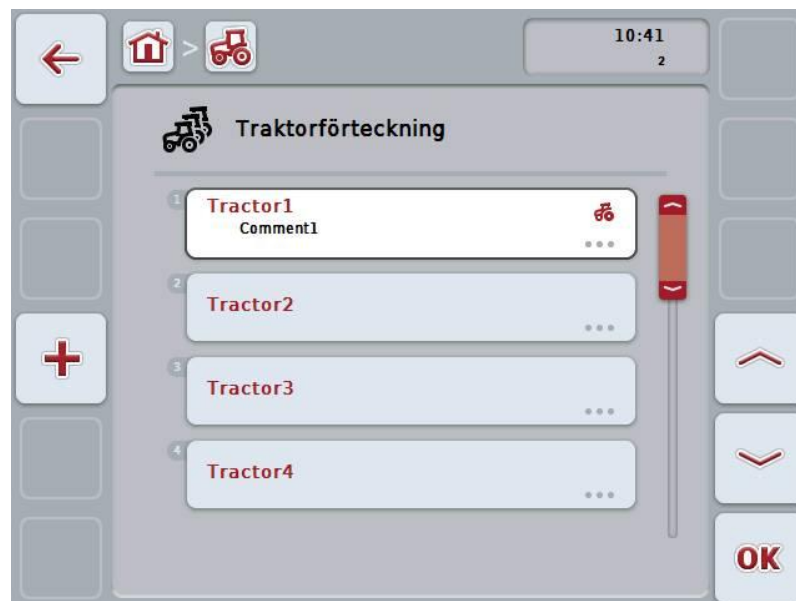 >
10:41
2
Traktorförteckning
1
Tractor1
Comment1
2
Tractor2
3
Tractor3
4
Tractor4
OK